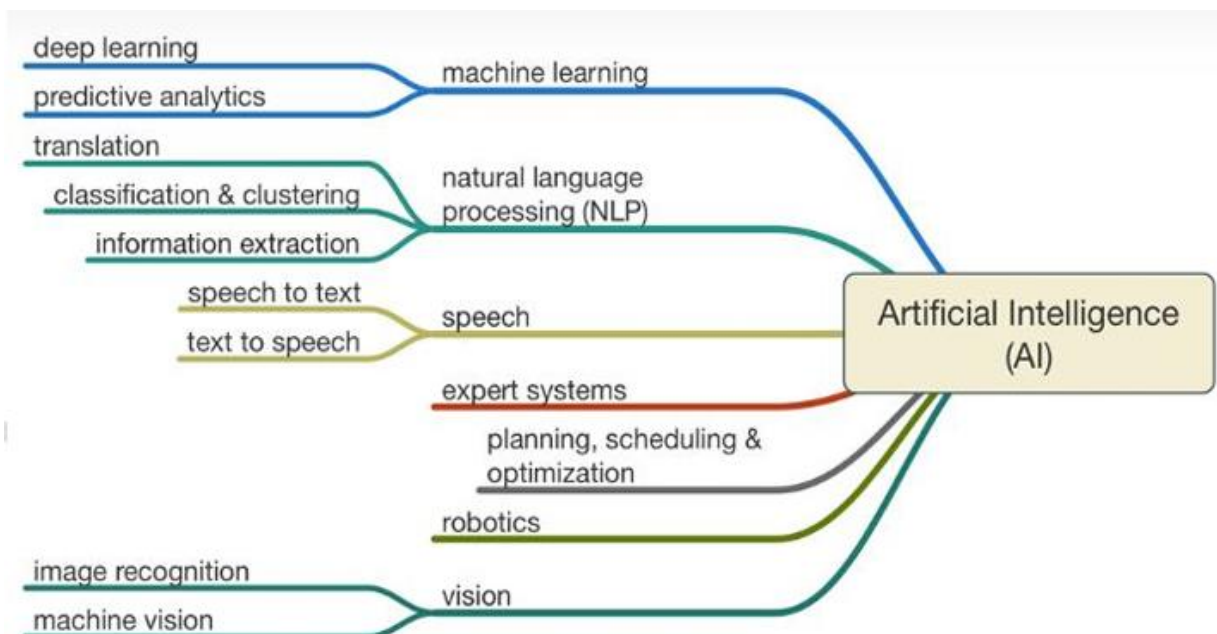 deep learning
predictive analytics
machine learning
translation
classification & clustering
information extraction
natural language
processing (NLP)
speech to text
text to speech
speech
expert systems
planning, scheduling &
optimization
robotics
image recognition
machine vision
vision
Artificial Intelligence
(AI)